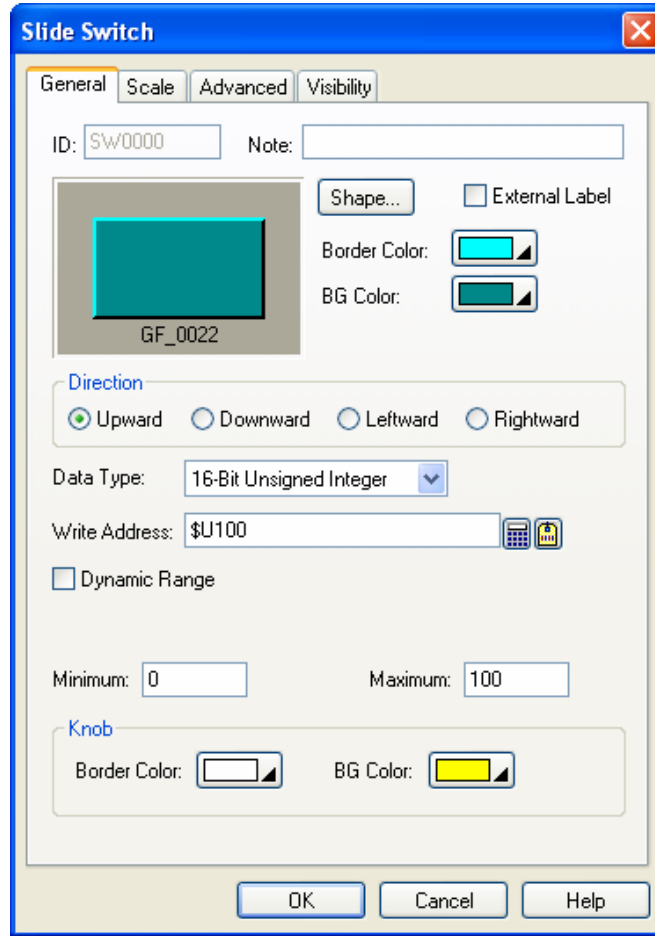 Slide Switch
General Scale Advanced Visibility
ID: SW0000 Note:
Shape... External Label
Border Color:
BG Color:
GF_0022
Direction
Upward Downward Leftward Rightward
Data Type: 16-Bit Unsigned Integer
Write Address: $U100
Dynamic Range
Minimum: 0 Maximum: 100
Knob
Border Color: BG Color:
OK Cancel Help